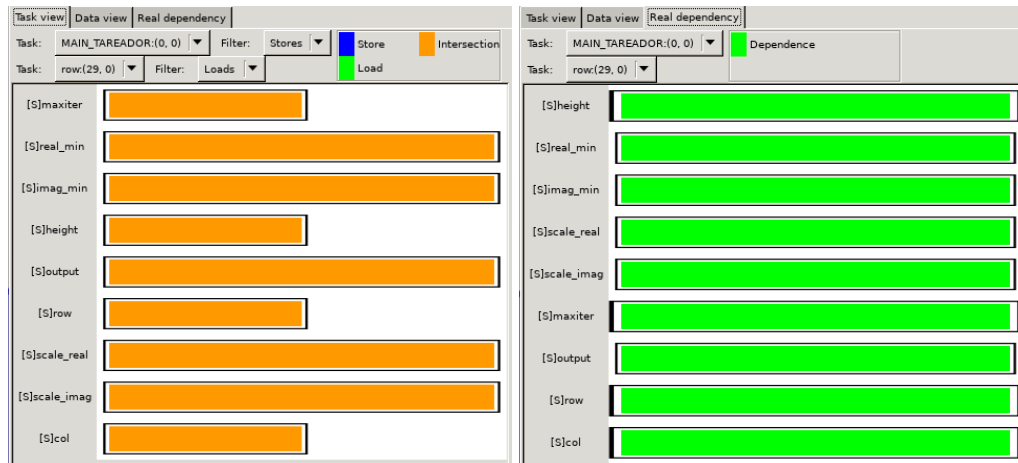 Task view Data view Real dependency
Task: MAIN_TAREADOR:(0, 0) Filter: Stores Store Intersection
Task: row:(29, 0) Filter: Loads Load
[S]maxiter
[S]real_min
[S]imag_min
[S]height
[S]output
[S]row
[S]scale_real
[S]scale_imag
[S]col
Task view Data view Real dependency
Task: MAIN_TAREADOR:(0, 0) Dependence
Task: row:(29, 0)
[S]height
[S]real_min
[S]imag_min
[S]scale_real
[S]scale_imag
[S]maxiter
[S]output
[S]row
[S]col